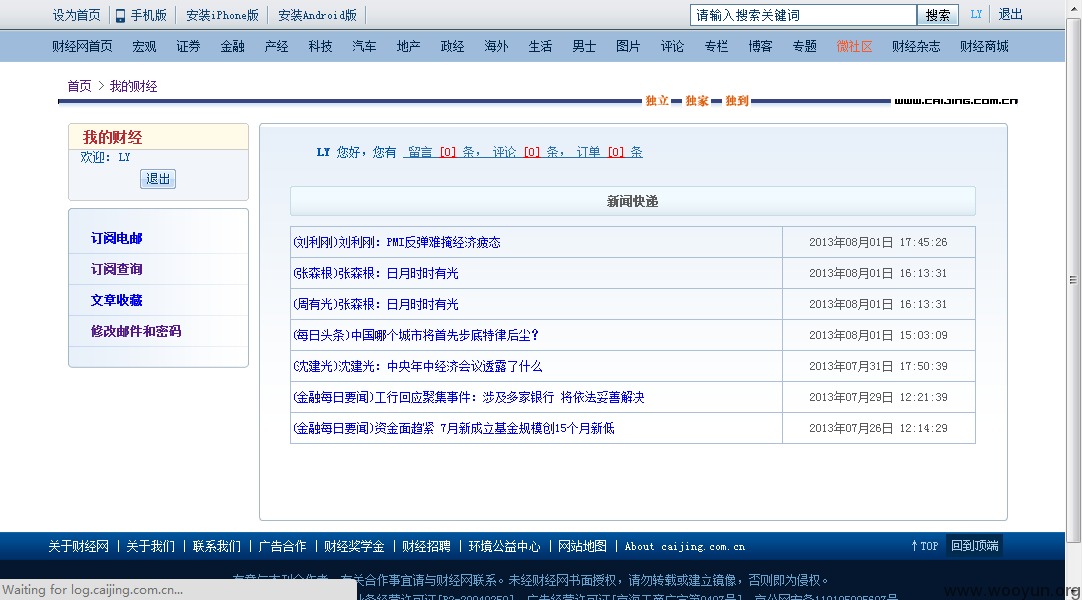 设为首页 手机版 安装iPhone版 安装Android版 请输入搜索关键词 搜索 LY 退出
财经网首页 宏观 证券 金融 产经 科技 汽车 地产 政经 海外 生活 男士 图片 评论 专栏 博客 专题 微社区 财经杂志 财经商城
首页 > 我的财经
独立 独家 独到 www.caijing.com.cn
我的财经
欢迎: LY
退出
订阅电邮
订阅查询
文章收藏
修改邮件和密码
LY 您好，您有 留言 [0] 条， 评论 [0] 条， 订单 [0] 条
新闻快递
(刘利刚)刘利刚：PMI反弹难掩经济疲态 2013年08月01日 17:45:26
(张森根)张森根：日月时时有光 2013年08月01日 16:13:31
(周有光)张森根：日月时时有光 2013年08月01日 16:13:31
(每日头条)中国哪个城市将首先步底特律后尘？ 2013年08月01日 15:03:09
(沈建光)沈建光：中央年中经济会议透露了什么 2013年07月31日 17:50:39
(金融每日要闻)工行回应聚集事件：涉及多家银行 将依法妥善解决 2013年07月29日 12:21:39
(金融每日要闻)资金面趋紧 7月新成立基金规模创15个月新低 2013年07月26日 12:14:29
关于财经网 | 关于我们 | 联系我们 | 广告合作 | 财经奖学金 | 财经招聘 | 环境公益中心 | 网站地图 | About caijing.com.cn ↑TOP 回到顶端
有关合作事宜请与财经网联系。未经财经网书面授权，请勿转载或建立镜像，否则即为侵权。
Waiting for log.caijing.com.cn...
www.wooyun.org